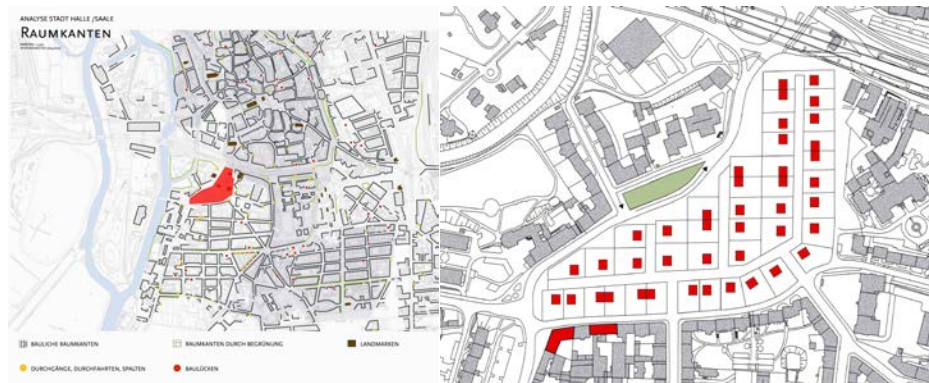 ANALYSE STADT HALLE /SAALE
RAUMKANTEN
BAULICHE RAUMKANTEN
RAUMKANTEN DURCH BEGRÜNUNG
LANDMARKEN
DURCHGÄNGE, DURCHFAHRTEN, SPALTEN
BAULÜCKEN